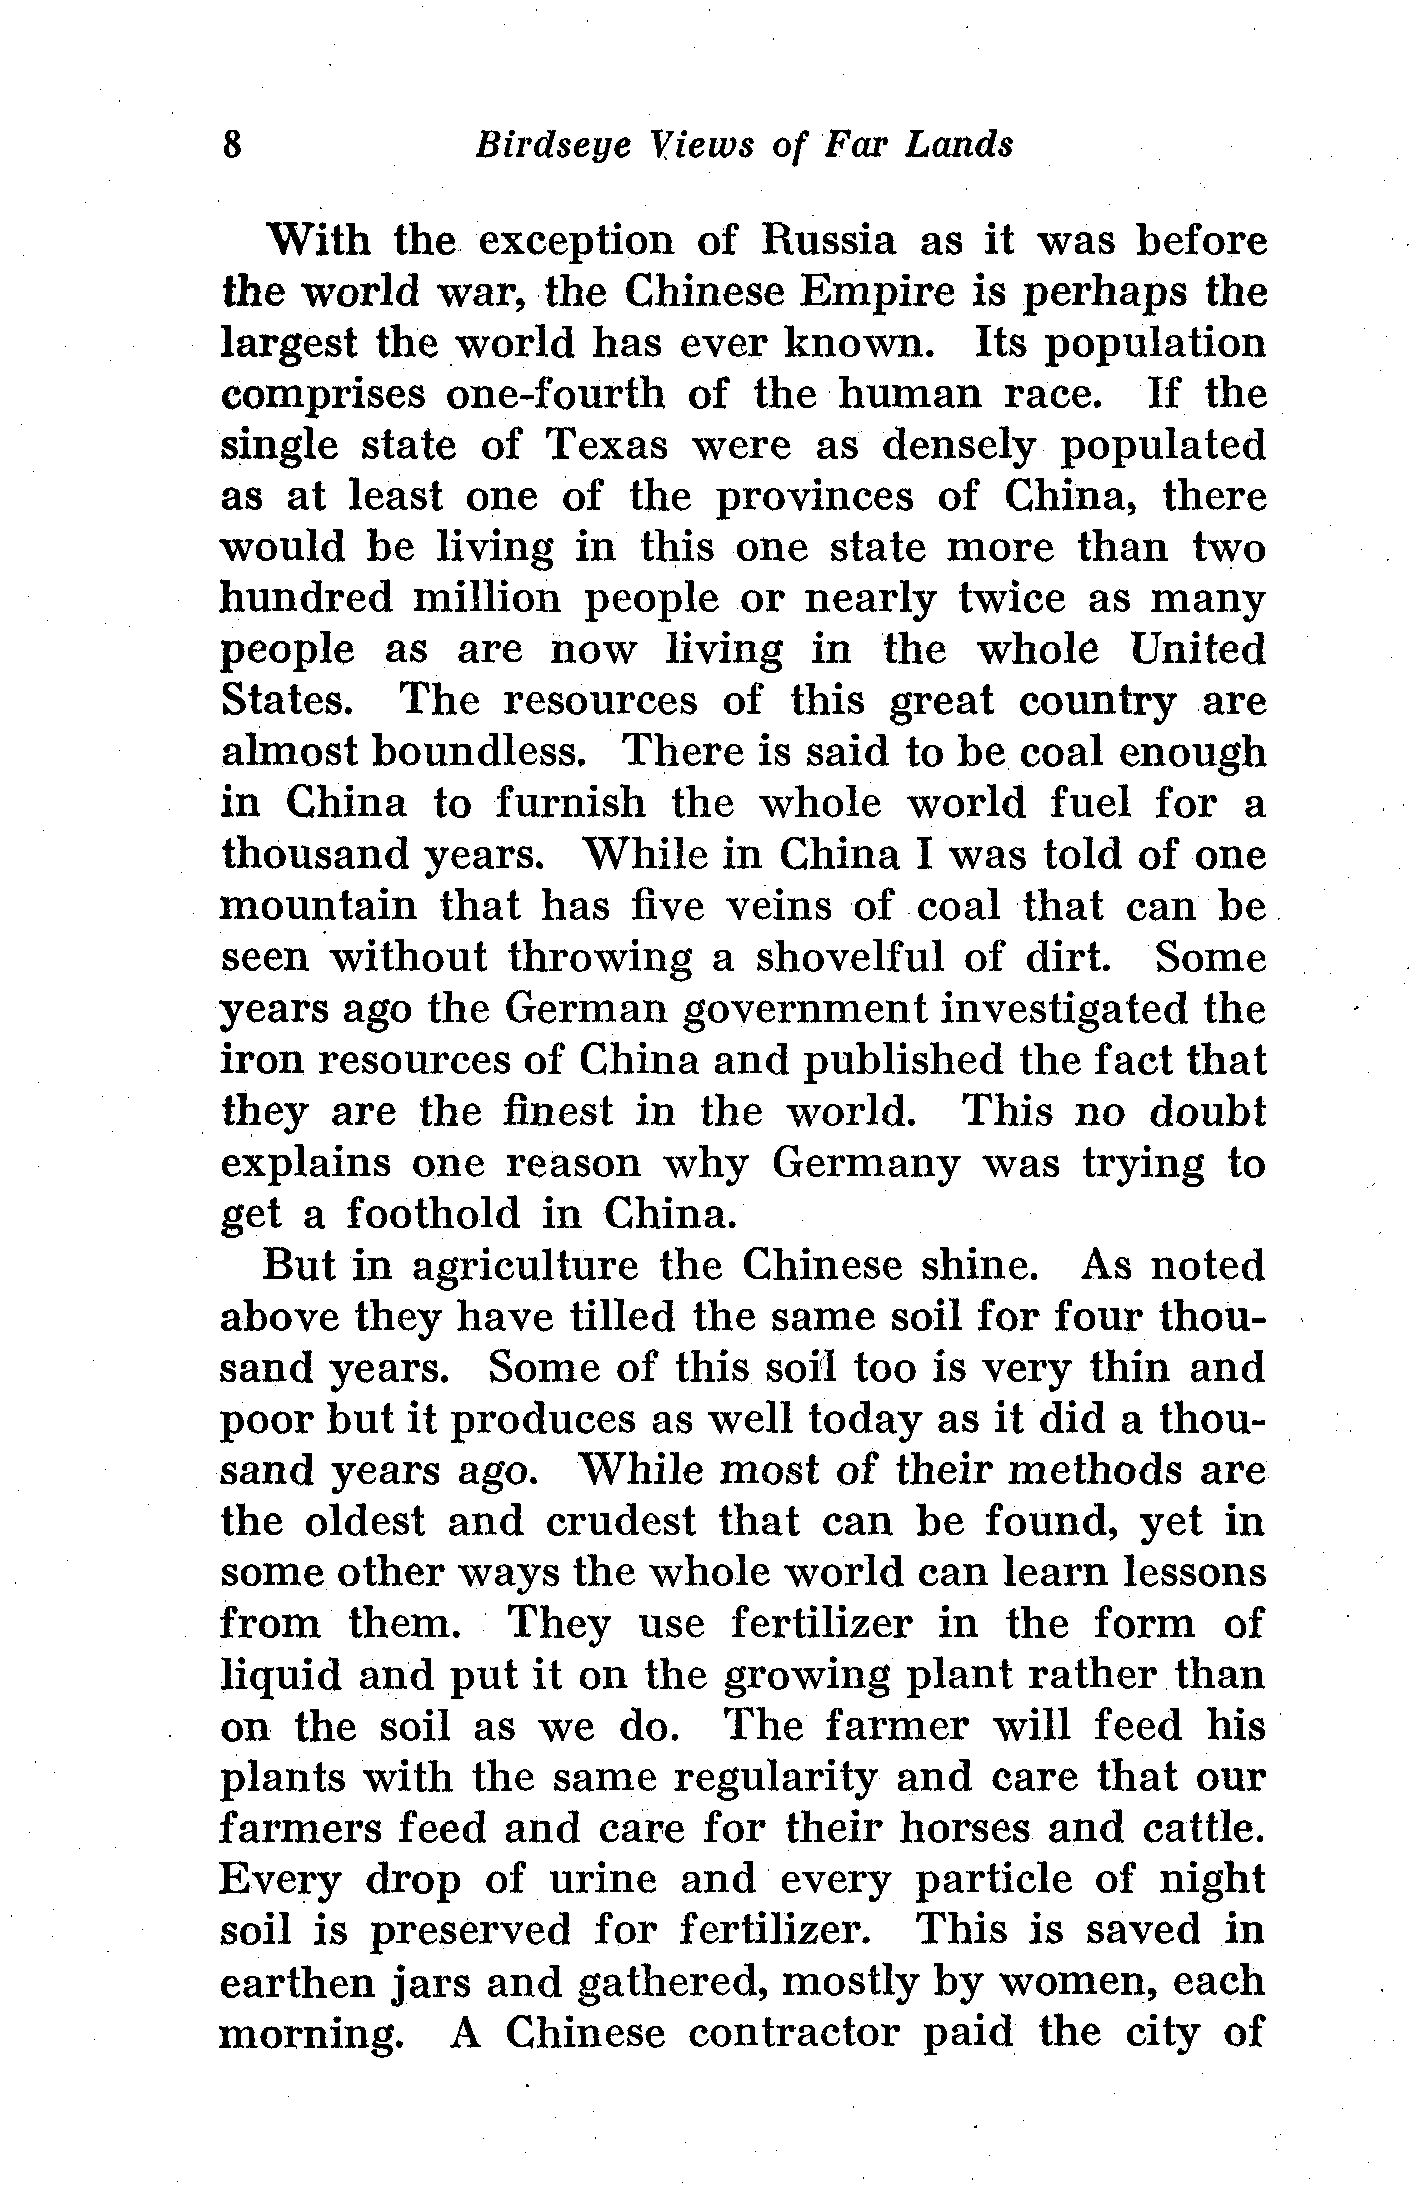 8 Birdseye Views of Far Lands
With the exception of Russia as it was before
the world war, the Chinese Empire is perhaps the
largest the world has ever known. Its population
comprises one-fourth of the human race. If the
single state of Texas were as densely populated
as at least one of the provinces of China, there
would be living in this one state more than two
hundred million people or nearly twice as many
people as are now living in the whole United
States. The resources of this great country are
almost boundless. There is said to be coal enough
in China to furnish the whole world fuel for a
thousand years. While in China I was told of one
mountain that has five veins of coal that can be
seen without throwing a shovelful of dirt. Some
years ago the German government investigated the
iron resources of China and published the fact that
they are the finest in the world. This no doubt
explains one reason why Germany was trying to
get a foothold in China.
But in agriculture the Chinese shine. As noted
above they have tilled the same soil for four thou-
sand years. Some of this soil too is very thin and
poor but it produces as well today as it did a thou-
sand years ago. While most of their methods are
the oldest and crudest that can be found, yet in
some other ways the whole world can learn lessons
from them. They use fertilizer in the form of
liquid and put it on the growing plant rather than
on the soil as we do. The farmer will feed his
plants with the same regularity and care that our
farmers feed and care for their horses and cattle.
Every drop of urine and every particle of night
soil is preserved for fertilizer. This is saved in
earthen jars and gathered, mostly by women, each
morning. A Chinese contractor paid the city of